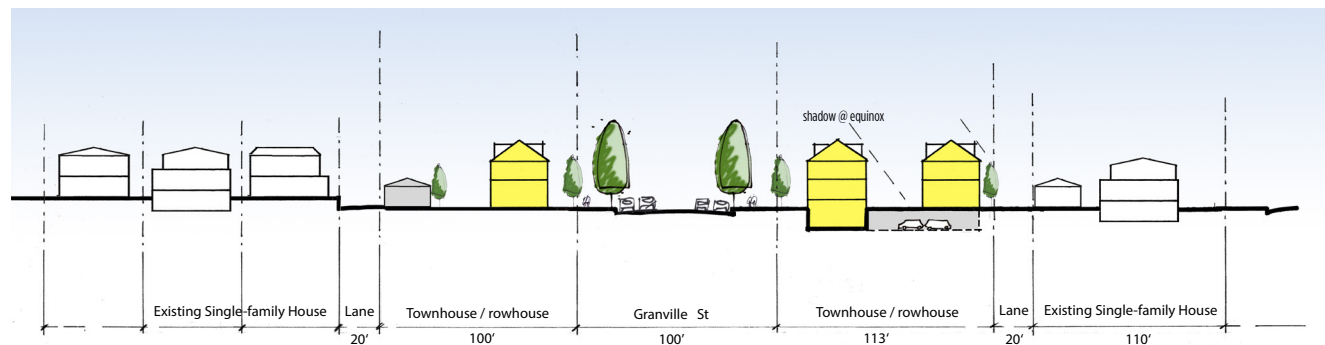 shadow @ equinox
Existing Single-family House
Lane
Townhouse / rowhouse
Granville St
Townhouse / rowhouse
Lane
Existing Single-family House
20'
100'
100'
113'
20'
110'